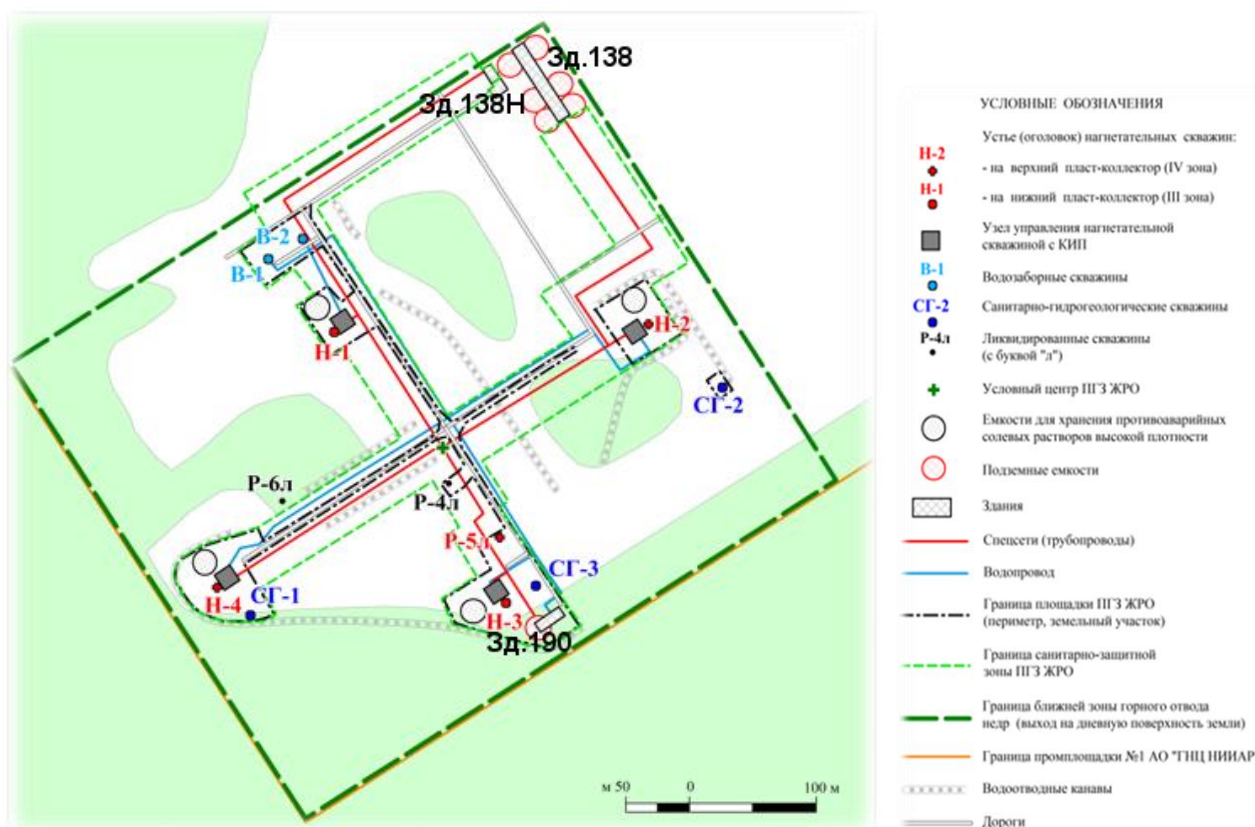 Зд.138
Зд.138Н
В-2
В-1
Н-1
Н-2
СГ-2
Р-6л
Р-4л
Р-5л
СГ-3
Н-4
СГ-1
Н-3
Зд.190
м 50 0 100 м
УСЛОВНЫЕ ОБОЗНАЧЕНИЯ
Устье (оголовок) нагнетательных скважин:
Н-2
- на верхний пласт-коллектор (IV зона)
Н-1
- на нижний пласт-коллектор (III зона)
Узел управления нагнетательной
скважиной с КИП
В-1
Водозаборные скважины
СГ-2
Санитарно-гидрогеологические скважины
Р-4л
Ликвидированные скважины
(с буквой "л")
Условный центр ПГЗ ЖРО
Емкости для хранения противоаварийных
солевых растворов высокой плотности
Подземные емкости
Здания
Спецсети (трубопроводы)
Водопровод
Граница площадки ПГЗ ЖРО
(периметр, земельный участок)
Граница санитарно-защитной
зоны ПГЗ ЖРО
Граница ближней зоны горного отвода
недр (выход на дневную поверхность земли)
Граница промплощадки №1 АО "ГНЦ НИИАР
Водоотводные канавы
Дороги